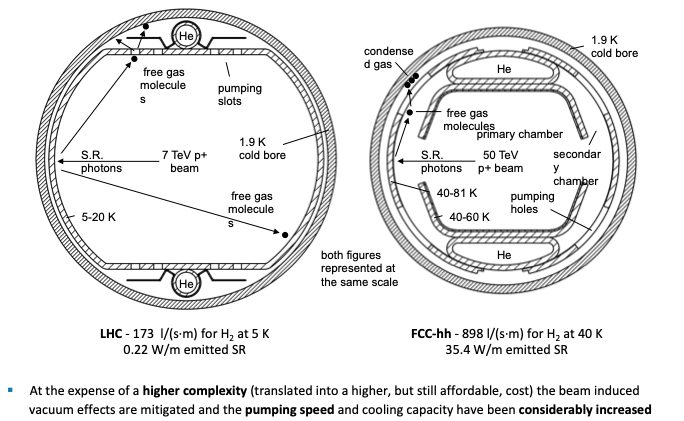 He
free gas
molecule
s
pumping
slots
1.9 K
cold bore
S.R.
photons
7 TeV p+
beam
free gas
molecule
s
5-20 K
He
condense
d gas
1.9 K
cold bore
He
free gas
molecules
primary chamber
S.R.
photons
50 TeV
p+ beam
secondar
y
chamber
40-81 K
pumping
holes
40-60 K
He
both figures
represented at
the same scale
LHC - 173 l/(s·m) for H₂ at 5 K
0.22 W/m emitted SR
FCC-hh - 898 l/(s·m) for H₂ at 40 K
35.4 W/m emitted SR
▪ At the expense of a higher complexity (translated into a higher, but still affordable, cost) the beam induced
vacuum effects are mitigated and the pumping speed and cooling capacity have been considerably increased